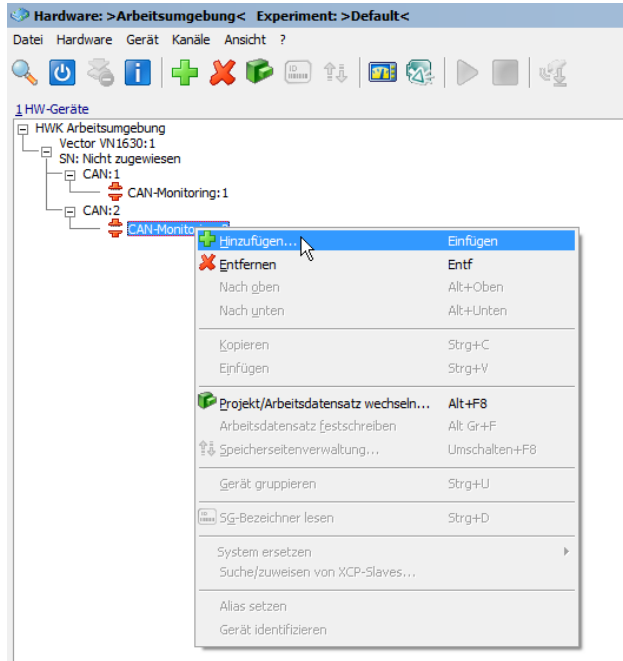 Hardware: >Arbeitsumgebung< Experiment: >Default<
Datei Hardware Gerät Kanäle Ansicht ?
1 HW-Geräte
HWK Arbeitsumgebung
Vector VN1630:1
SN: Nicht zugewiesen
CAN:1
CAN-Monitoring:1
CAN:2
CAN-Monitoring:2
Hinzufügen... Einfügen
Entfernen Entf
Nach oben Alt+Oben
Nach unten Alt+Unten
Kopieren Strg+C
Einfügen Strg+V
Projekt/Arbeitsdatensatz wechseln... Alt+F8
Arbeitsdatensatz festschreiben Alt Gr+F
Speicherseitenverwaltung... Umschalten+F8
Gerät gruppieren Strg+U
SG-Bezeichner lesen Strg+D
System ersetzen
Suche/zuweisen von XCP-Slaves...
Alias setzen
Gerät identifizieren